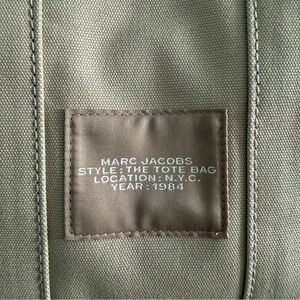 MARC JACOBS
STYLE: THE TOTE BAG
LOCATION: N.Y.C.
YEAR: 1984